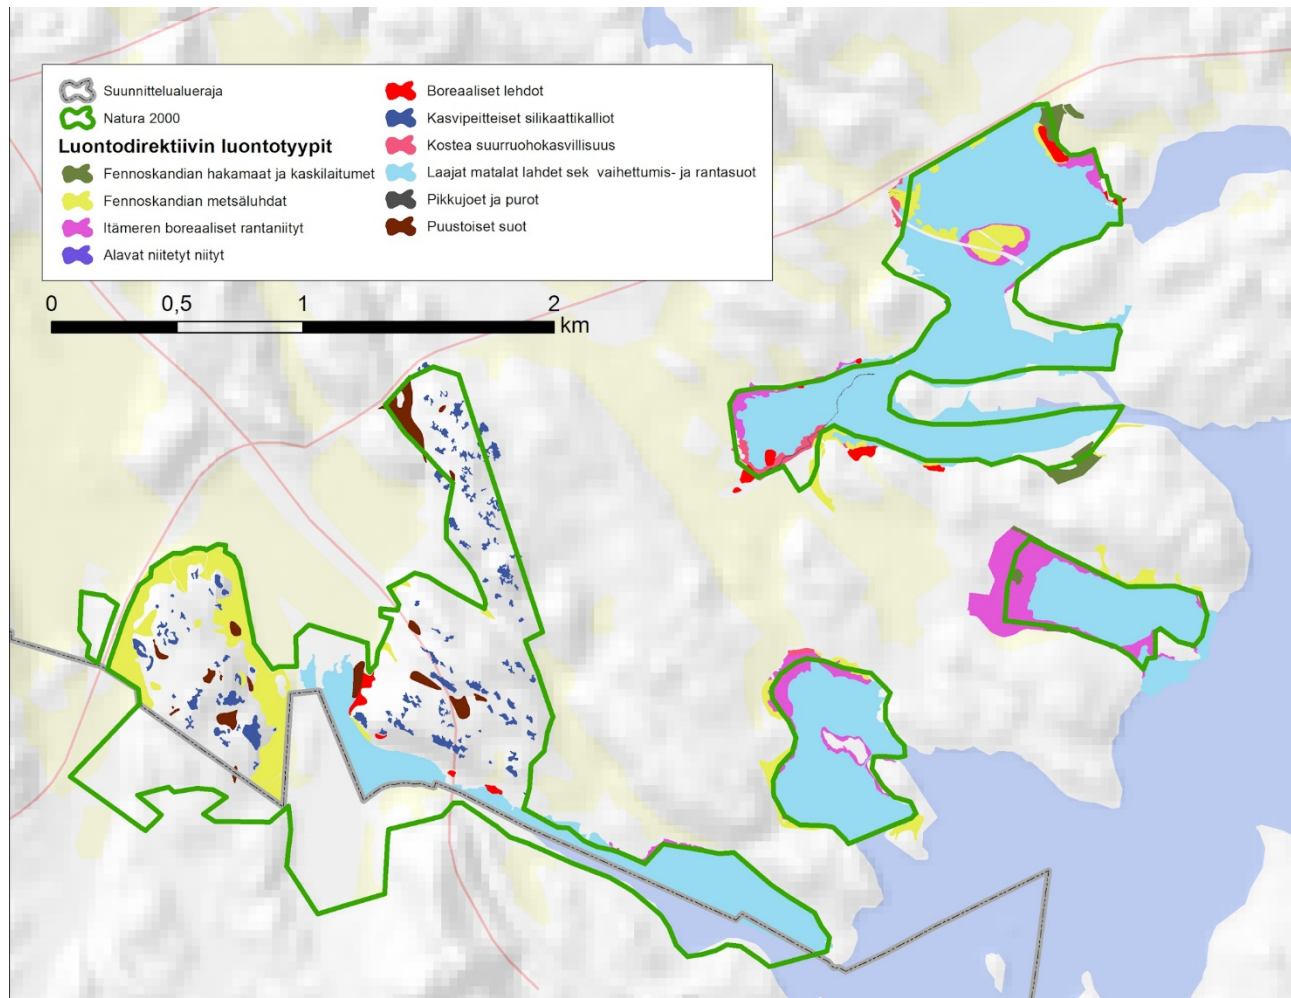 Suunnittelualueraja
Natura 2000
Luontodirektiivin luontotyypit
Fennoskandian hakamaat ja kaskilaitumet
Fennoskandian metsäluhdat
Itämeren boreaaliset rantaniityt
Alavat niitetyt niityt
Boreaaliset lehdot
Kasvipeitteiset silikaattikalliot
Kostea suurruohokasvillisuus
Laajat matalat lahdet sek vaihettumis- ja rantasuot
Pikkujoet ja purot
Puustoiset suot
0 0,5 1 2
km